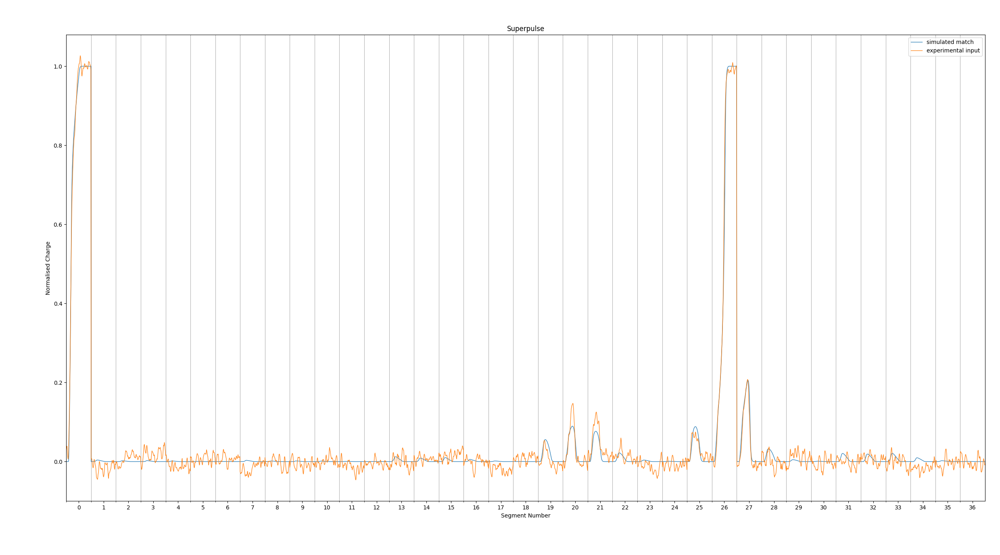 Superpulse
simulated match
experimental input
1.0
0.8
0.6
0.4
0.2
0.0
Normalised Charge
0 1 2 3 4 5 6 7 8 9 10 11 12 13 14 15 16 17 18 19 20 21 22 23 24 25 26 27 28 29 30 31 32 33 34 35 36
Segment Number